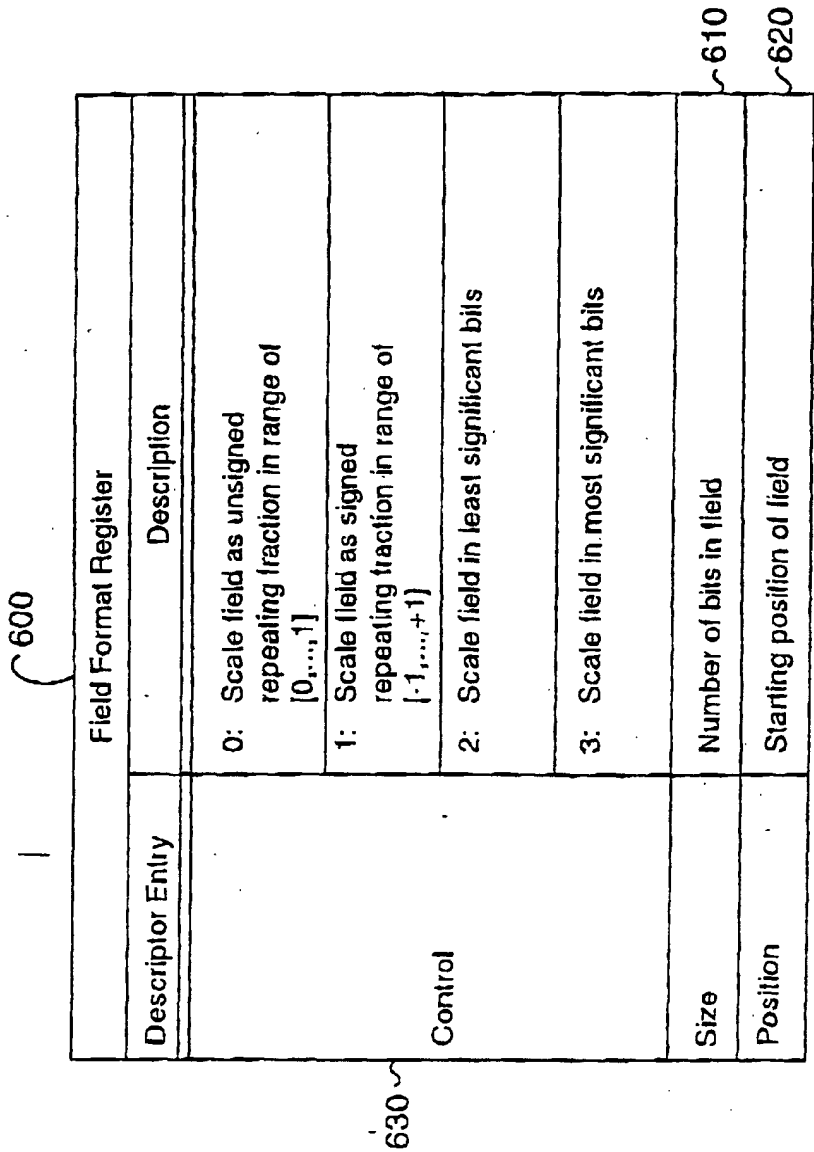 600
Field Format Register
Descriptor Entry
Description
630
Control
0: Scale field as unsigned
repeating fraction in range of
[0,...,1]
1: Scale field as signed
repeating fraction in range of
[-1,...,+1]
2: Scale field in least significant bits
3: Scale field in most significant bits
Size
Number of bits in field
610
Position
Starting position of field
620